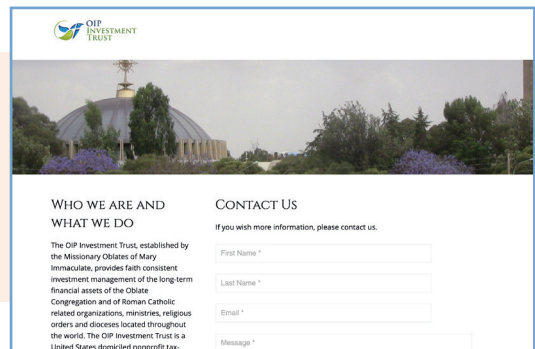 OIP
INVESTMENT
TRUST
WHO WE ARE AND
WHAT WE DO
The OIP Investment Trust, established by
the Missionary Oblates of Mary
Immaculate, provides faith consistent
investment management of the long-term
financial assets of the Oblate
Congregation and of Roman Catholic
related organizations, ministries, religious
orders and dioceses located throughout
the world. The OIP Investment Trust is a
United States domiciled nonprofit tax-
CONTACT US
If you wish more information, please contact us.
First Name *
Last Name *
Email *
Message *